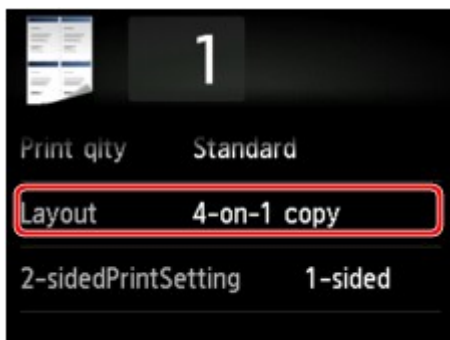 1
Print qlty Standard
Layout 4-on-1 copy
2-sidedPrintSetting 1-sided